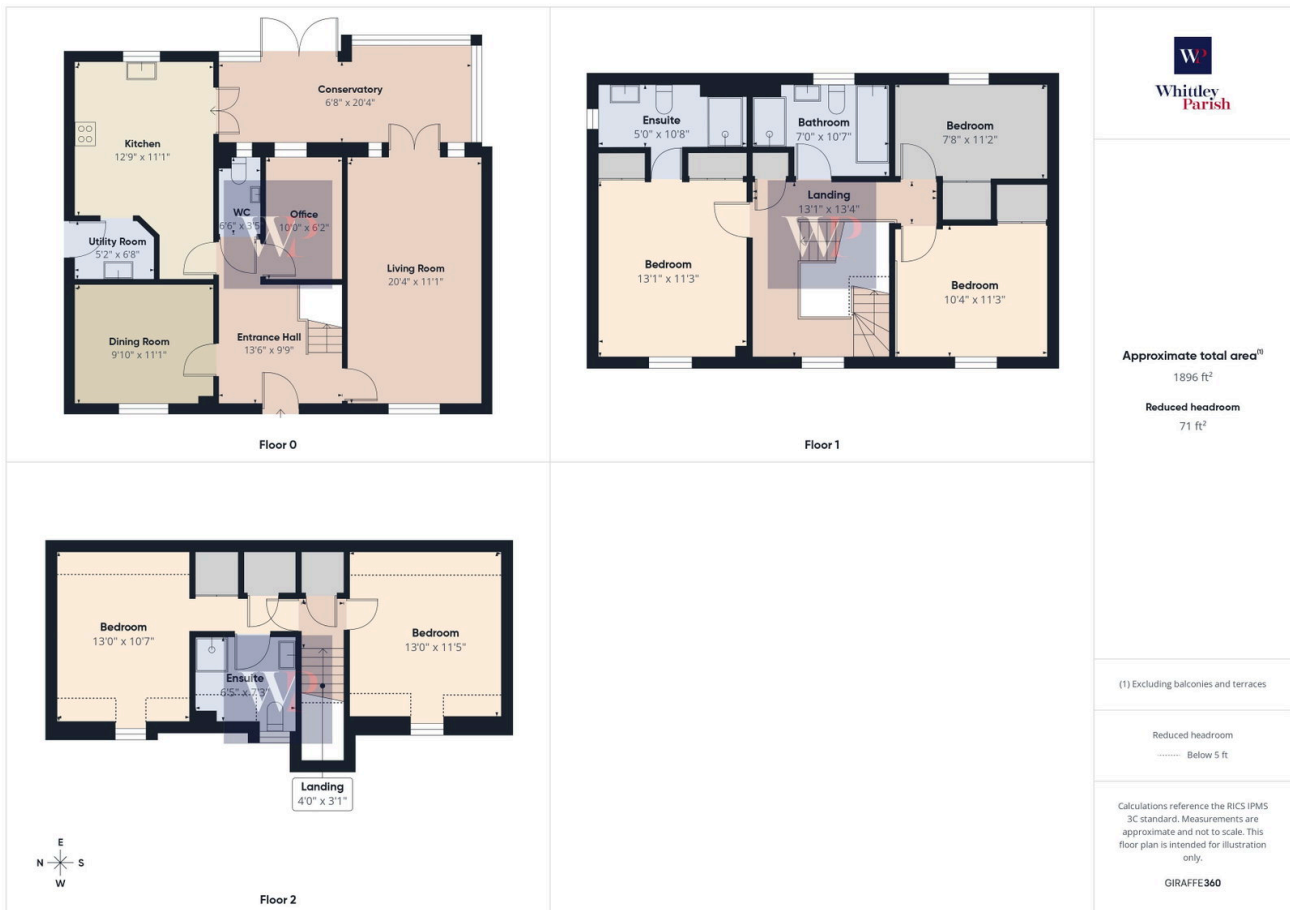 Conservatory
6'8" x 20'4"
Kitchen
12'9" x 11'1"
WC
6'6" x 3'5"
Office
10'0" x 6'2"
Utility Room
5'2" x 6'8"
Living Room
20'4" x 11'1"
Dining Room
9'10" x 11'1"
Entrance Hall
13'6" x 9'9"
WP
Floor 0
Ensuite
5'0" x 10'8"
Bathroom
7'0" x 10'7"
Bedroom
7'8" x 11'2"
Landing
13'1" x 13'4"
WP
Bedroom
13'1" x 11'3"
Bedroom
10'4" x 11'3"
Floor 1
Bedroom
13'0" x 10'7"
Bedroom
13'0" x 11'5"
Ensuite
6'5" x 7'3"
WP
Landing
4'0" x 3'1"
E
N S
W
Floor 2
WP
Whittley
Parish
Approximate total area(1)
1896 ft²
Reduced headroom
71 ft²
(1) Excluding balconies and terraces
Reduced headroom
Below 5 ft
Calculations reference the RICS IPMS
3C standard. Measurements are
approximate and not to scale. This
floor plan is intended for illustration
only.
GIRAFFE360